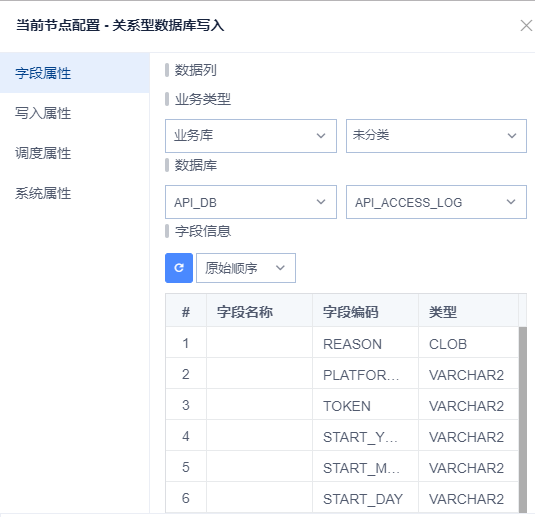 当前节点配置 - 关系型数据库写入
字段属性
写入属性
调度属性
系统属性
数据列
业务类型
业务库 未分类
数据库
API_DB API_ACCESS_LOG
字段信息
原始顺序
# 字段名称 字段编码 类型
1 REASON CLOB
2 PLATFOR... VARCHAR2
3 TOKEN VARCHAR2
4 START_Y... VARCHAR2
5 START_M... VARCHAR2
6 START_DAY VARCHAR2